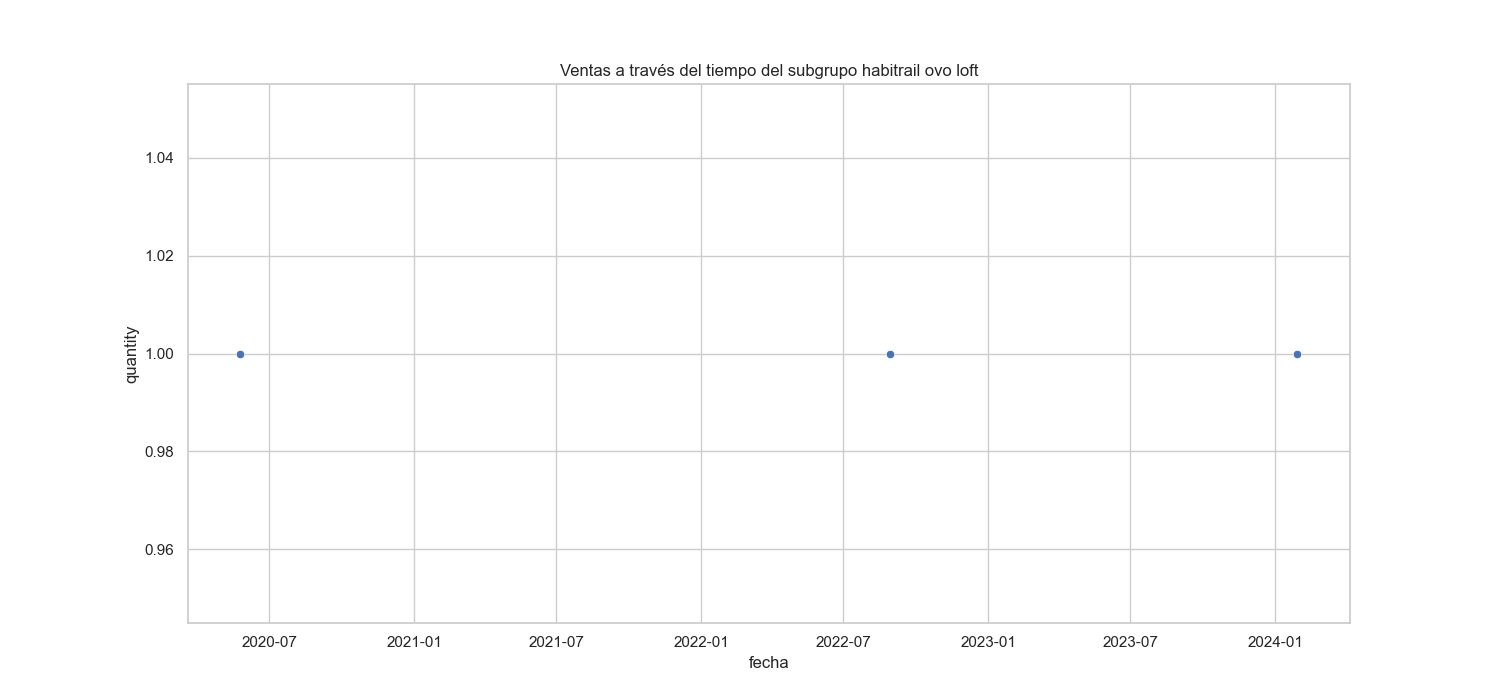 Ventas a través del tiempo del subgrupo habitrail ovo loft
1.04
1.02
1.00
0.98
0.96
quantity
2020-07 2021-01 2021-07 2022-01 2022-07 2023-01 2023-07 2024-01
fecha